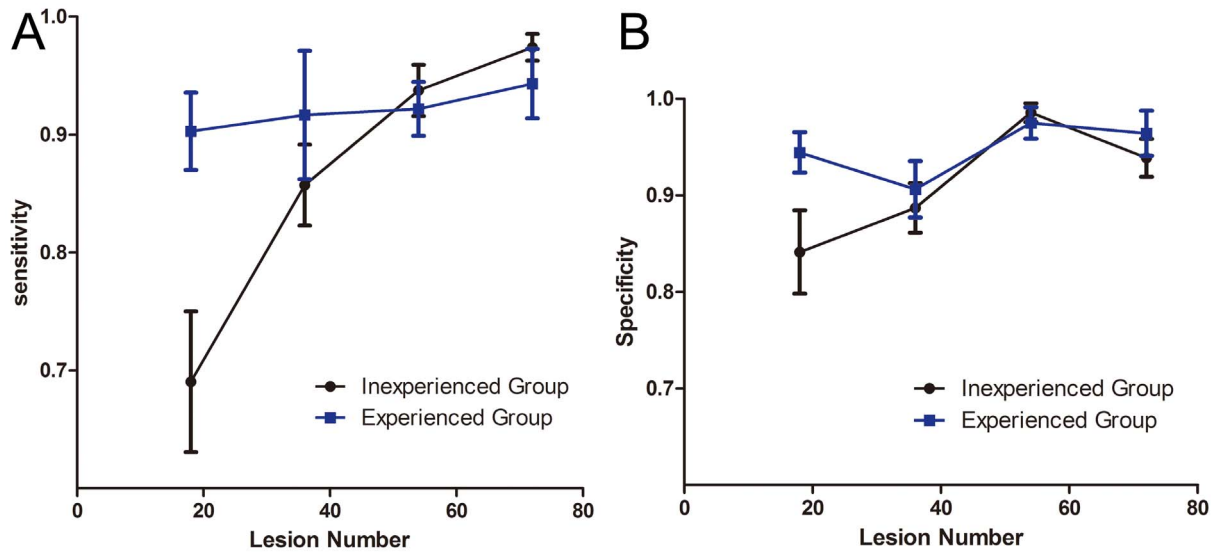 A
1.0
0.9
0.8
0.7
sensitivity
Inexperienced Group
Experienced Group
0
20
40
60
80
Lesion Number
B
1.0
0.9
0.8
0.7
Specificity
Inexperienced Group
Experienced Group
0
20
40
60
80
Lesion Number